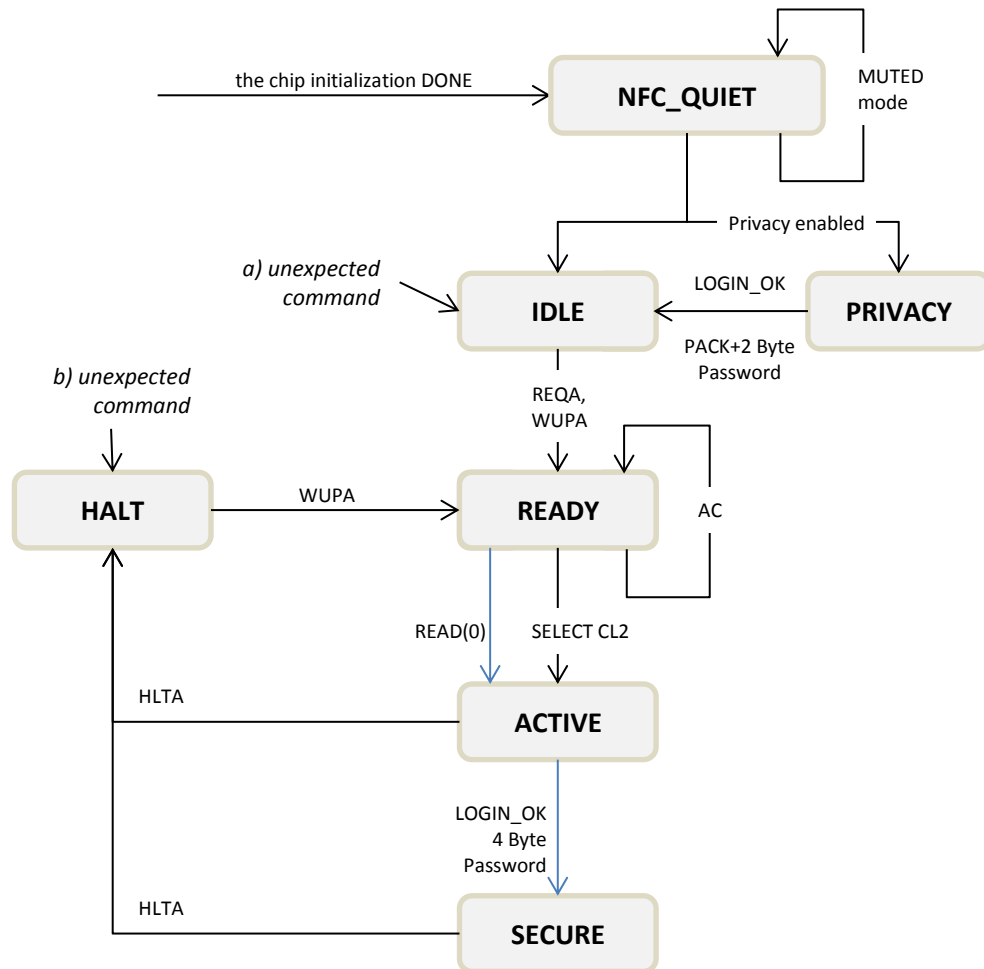 the chip initialization DONE
NFC_QUIET
MUTED
mode
Privacy enabled
a) unexpected
command
IDLE
LOGIN_OK
PRIVACY
PACK+2 Byte
Password
b) unexpected
command
REQA,
WUPA
HALT
WUPA
READY
AC
READ(0)
SELECT CL2
HLTA
ACTIVE
LOGIN_OK
4 Byte
Password
HLTA
SECURE